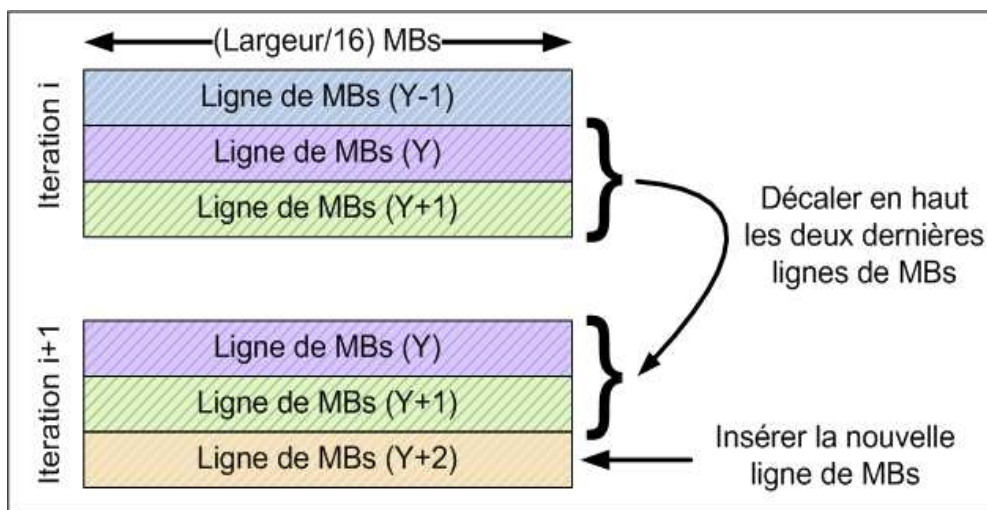 (Largeur/16) MBs
Iteration i
Ligne de MBs (Y-1)
Ligne de MBs (Y)
Ligne de MBs (Y+1)
Décaler en haut
les deux dernières
lignes de MBs
Iteration i+1
Ligne de MBs (Y)
Ligne de MBs (Y+1)
Ligne de MBs (Y+2)
Insérer la nouvelle
ligne de MBs